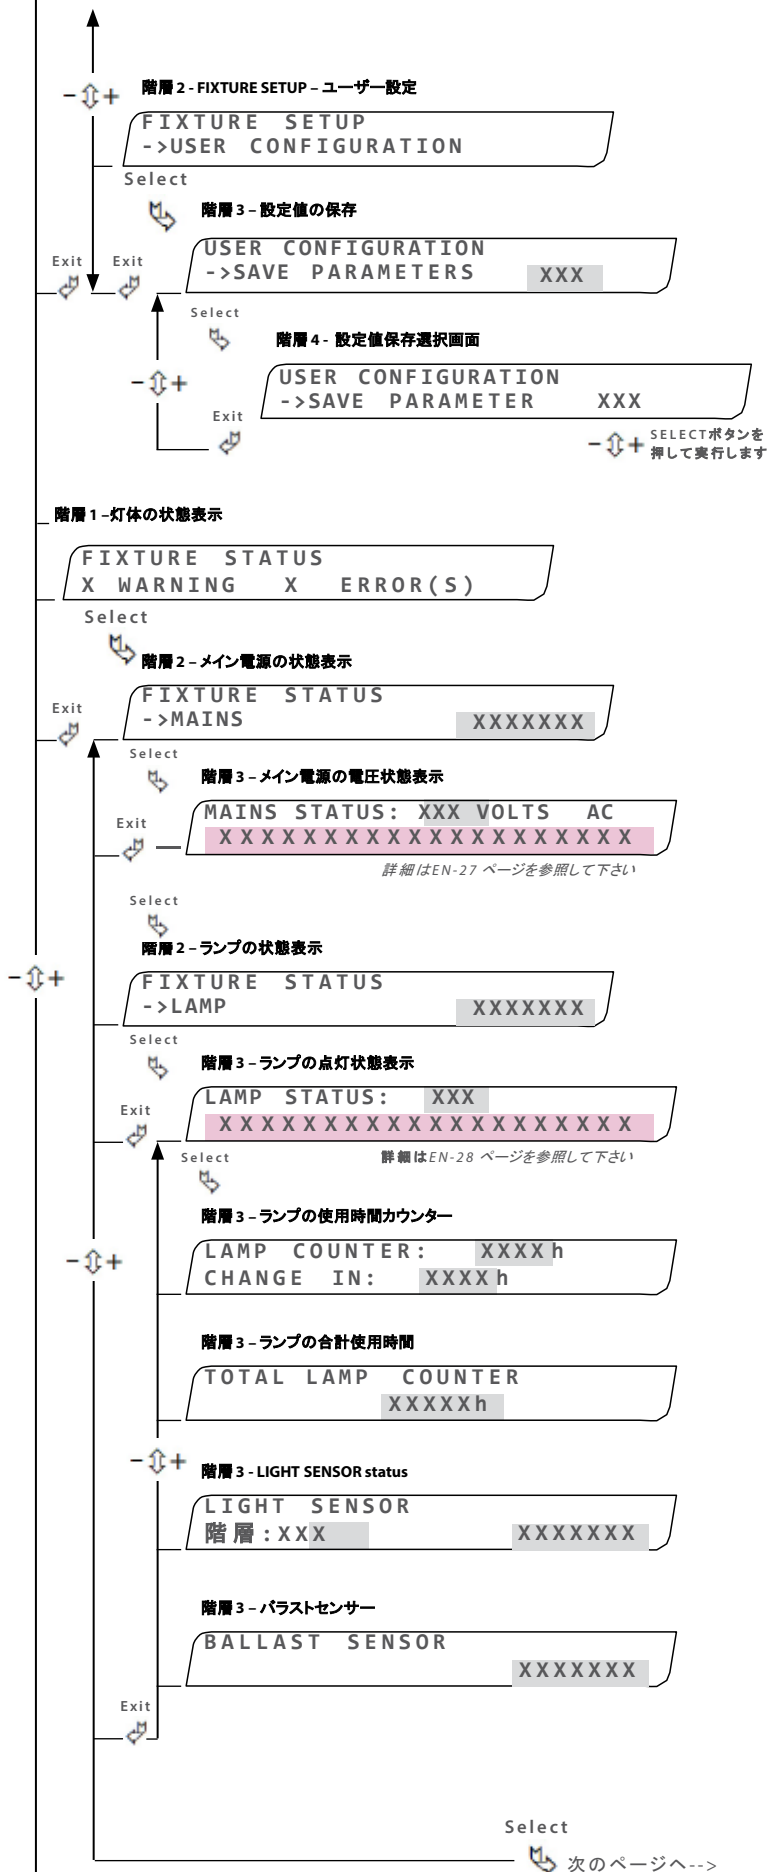 階層 2 - FIXTURE SETUP – ユーザー設定
- +
FIXTURE SETUP
->USER CONFIGURATION
Select
階層 3 – 設定値の保存
Exit Exit
USER CONFIGURATION
->SAVE PARAMETERS XXX
Select
階層 4 - 設定値保存選択画面
- +
USER CONFIGURATION
->SAVE PARAMETER XXX
Exit
- + SELECTボタンを
押して実行します
階層 1 –灯体の状態表示
FIXTURE STATUS
X WARNING X ERROR(S)
Select
階層 2 – メイン電源の状態表示
Exit
FIXTURE STATUS
->MAINS XXXXXXX
Select
階層 3 – メイン電源の電圧状態表示
Exit
MAINS STATUS: XXX VOLTS AC
XXXXXXXXXXXXXXXXXXXX
詳細はEN-27 ページを参照して下さい
Select
階層 2 – ランプの状態表示
- +
FIXTURE STATUS
->LAMP XXXXXXX
Select
階層 3 – ランプの点灯状態表示
Exit
LAMP STATUS: XXX
XXXXXXXXXXXXXXXXXXXX
Select
詳細はEN-28 ページを参照して下さい
階層 3 – ランプの使用時間カウンター
- +
LAMP COUNTER: XXXX h
CHANGE IN: XXXX h
階層 3 – ランプの合計使用時間
TOTAL LAMP COUNTER
XXXXXh
- +
階層 3 - LIGHT SENSOR status
LIGHT SENSOR
階層:XXX XXXXXXX
階層 3 – バラストセンサー
BALLAST SENSOR
XXXXXXX
Exit
Select
次のページへ-->